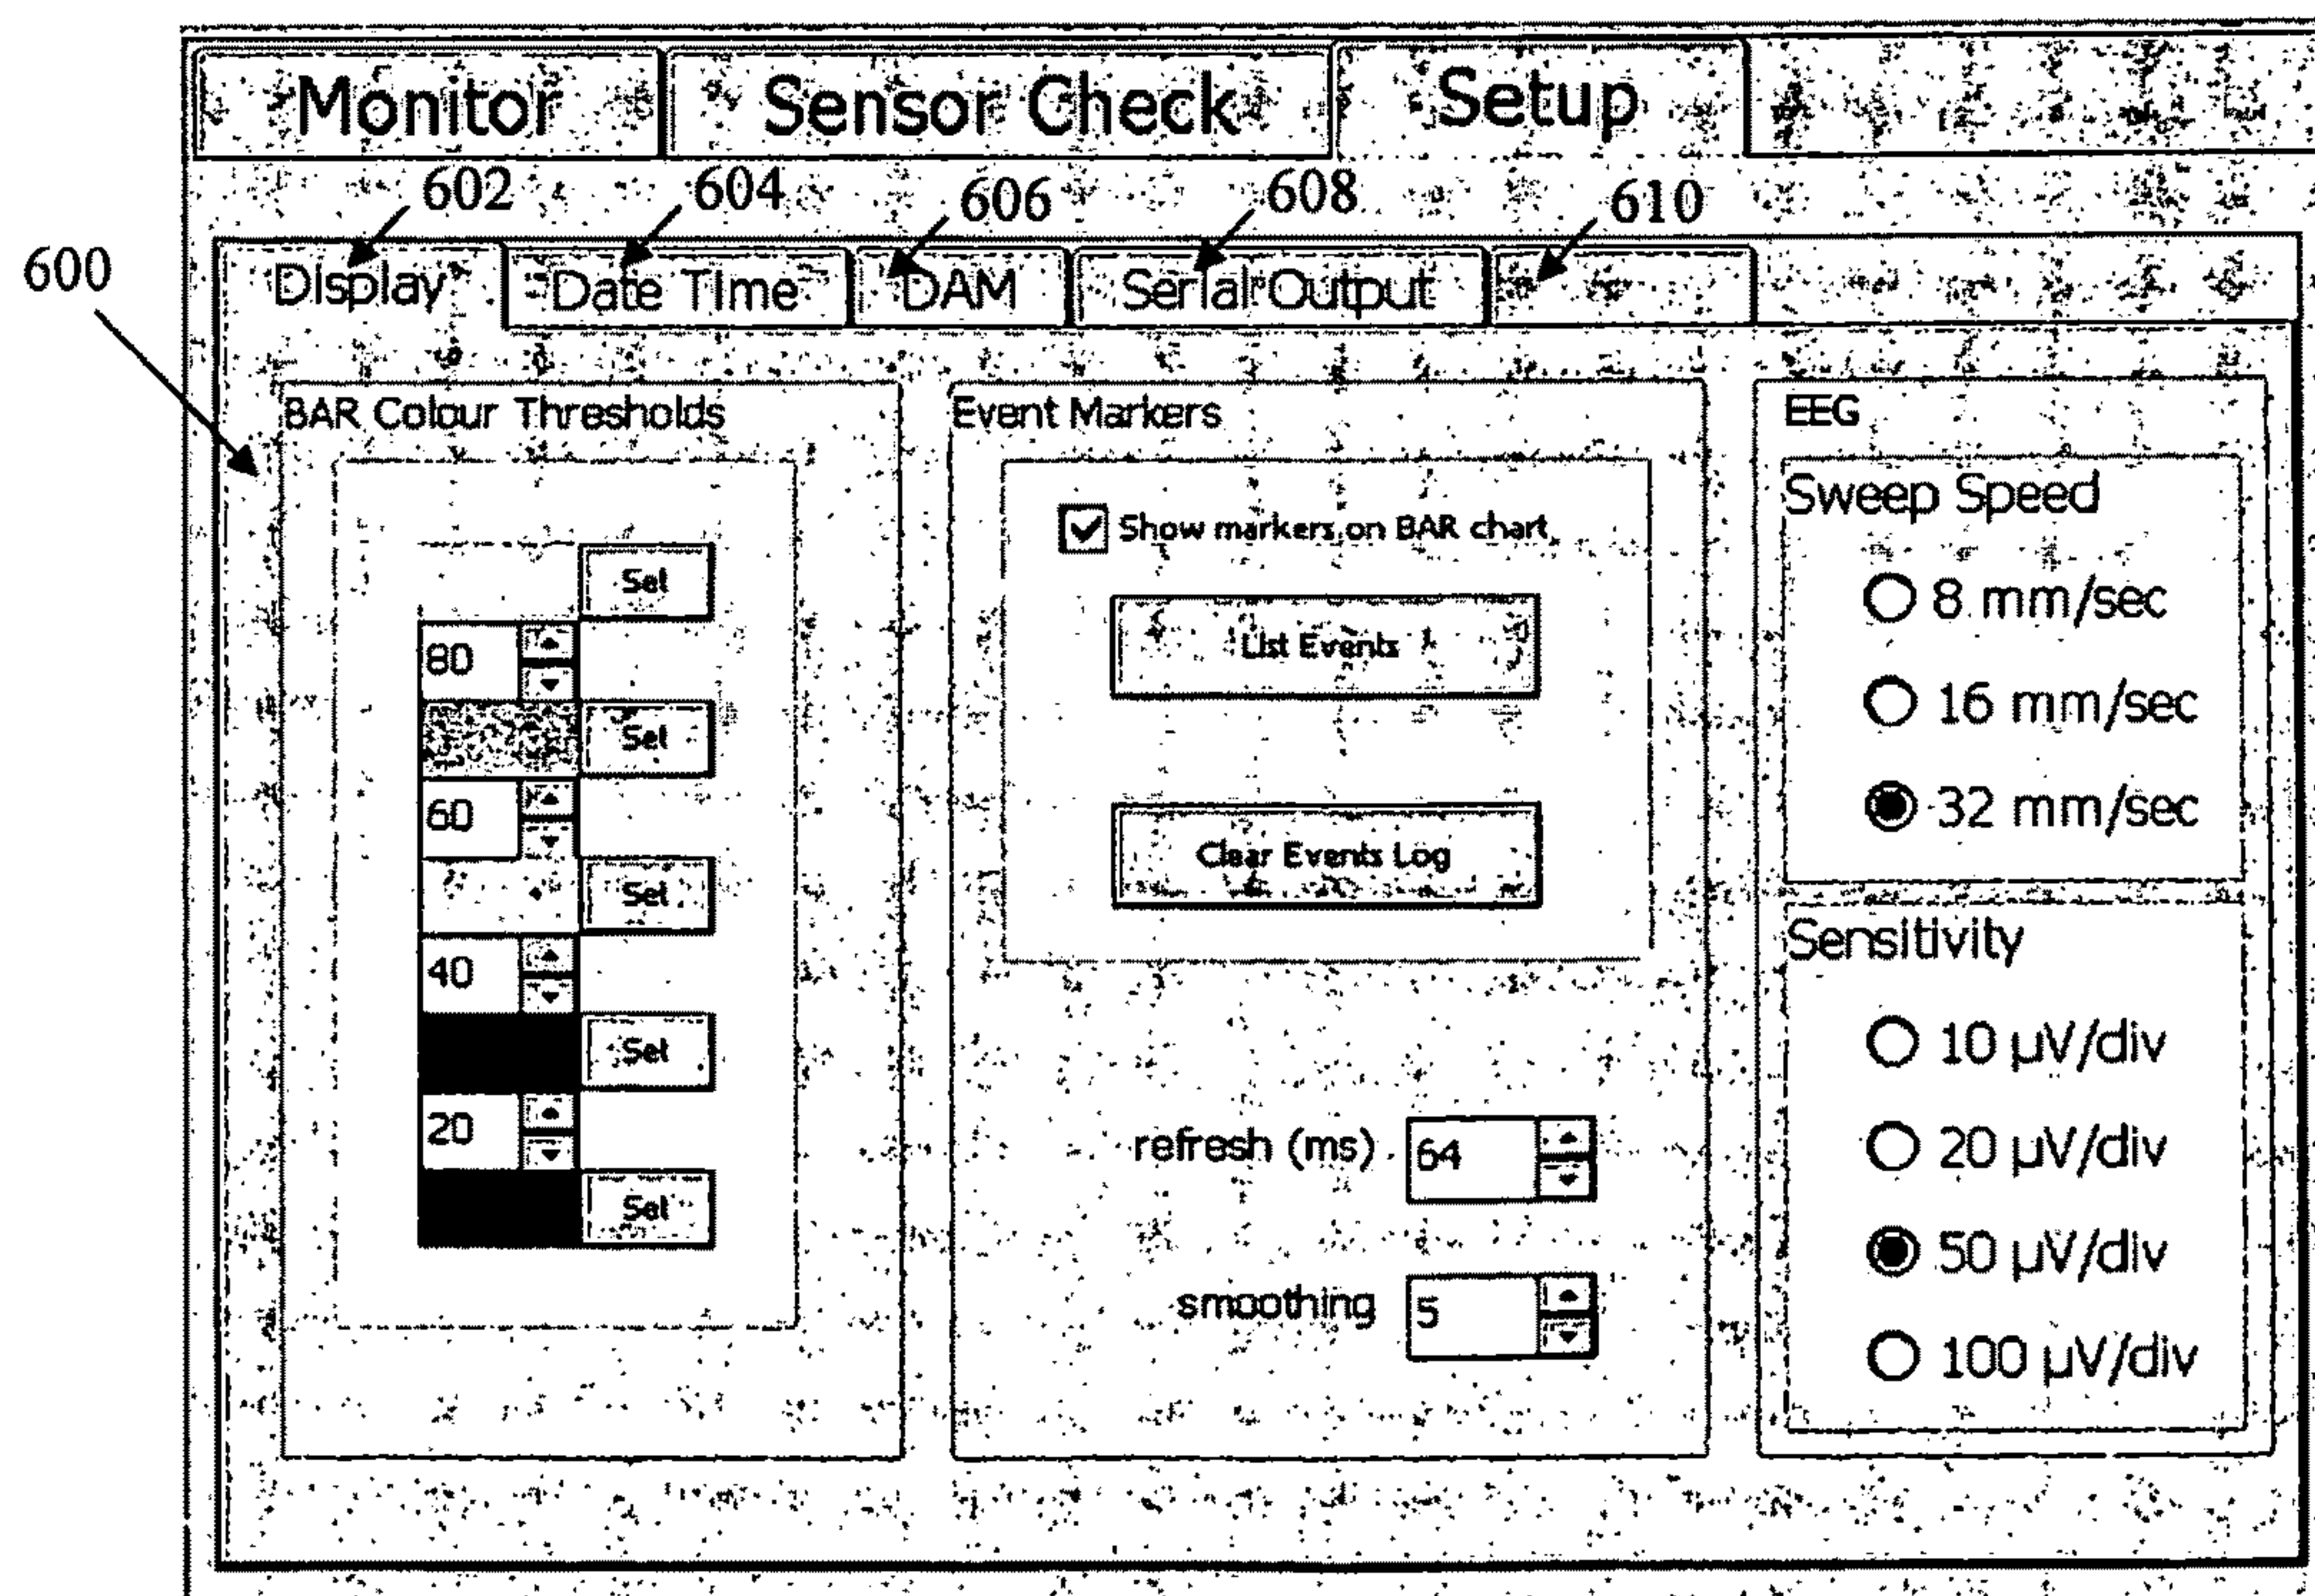 Monitor Sensor Check Setup
602 604 606 608 610
600
Display Date Time DAM Serial Output
BAR Colour Thresholds
Sel
80
Sel
60
Sel
40
Sel
20
Sel
Event Markers
Show markers on BAR chart
List Events
Clear Events Log
refresh (ms) 64
smoothing 5
EEG
Sweep Speed
8 mm/sec
16 mm/sec
32 mm/sec
Sensitivity
10 µV/div
20 µV/div
50 µV/div
100 µV/div